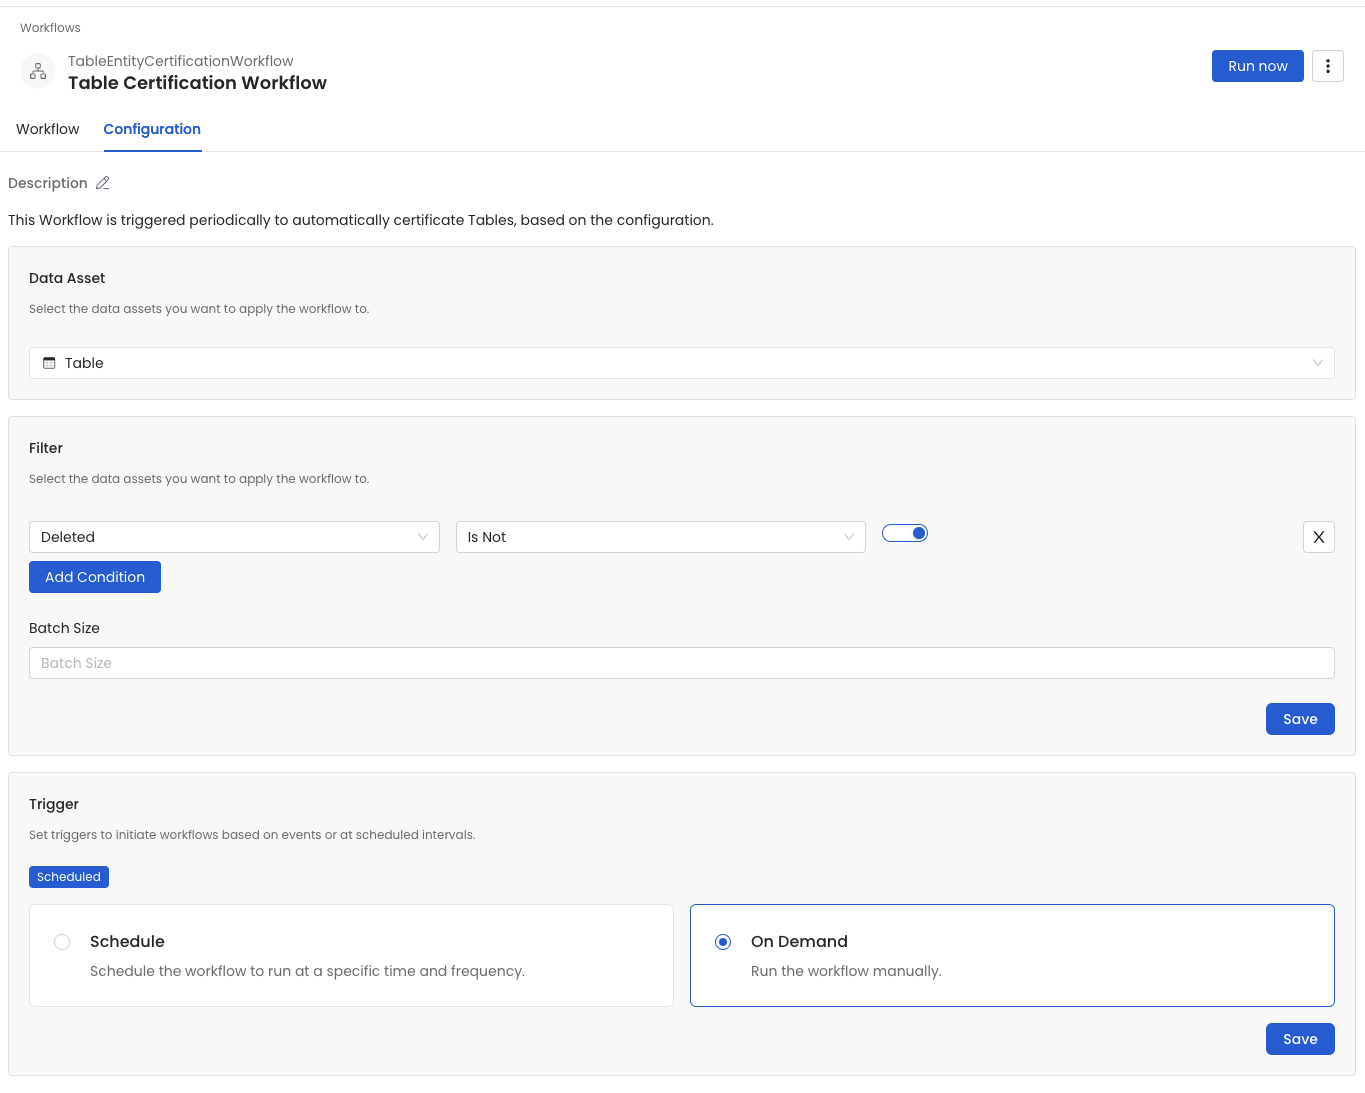 Workflows
TableEntityCertificationWorkflow
Table Certification Workflow
Run now
Workflow
Configuration
Description
This Workflow is triggered periodically to automatically certificate Tables, based on the configuration.
Data Asset
Select the data assets you want to apply the workflow to.
Table
Filter
Select the data assets you want to apply the workflow to.
Deleted
Is Not
X
Add Condition
Batch Size
Batch Size
Save
Trigger
Set triggers to initiate workflows based on events or at scheduled intervals.
Scheduled
Schedule
Schedule the workflow to run at a specific time and frequency.
On Demand
Run the workflow manually.
Save